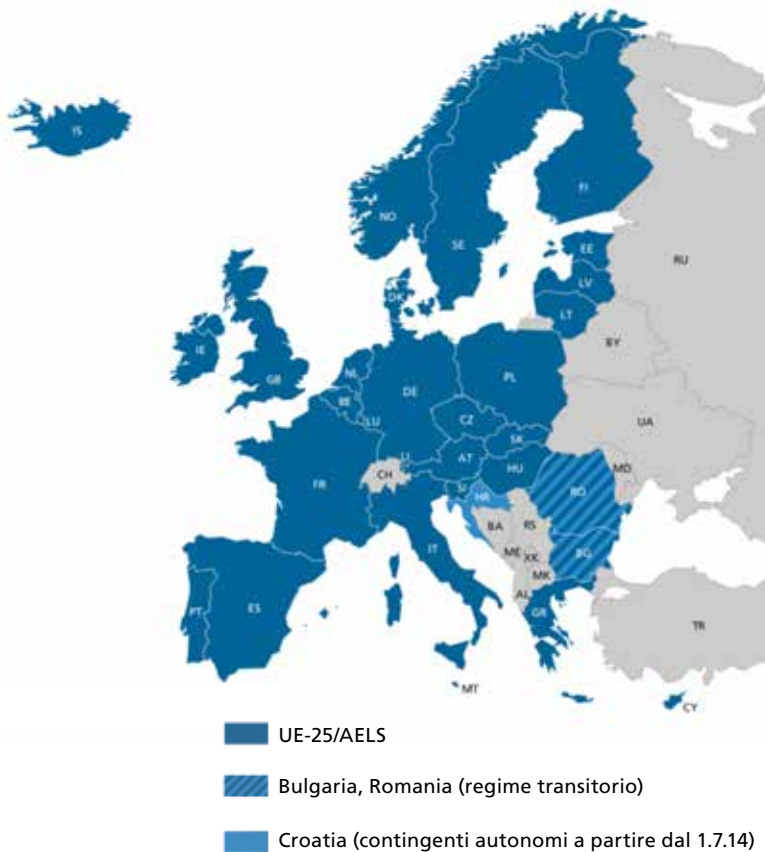 IS
FI
NO
SE
EE
RU
LV
DK
LT
BY
IE
NL
GB
DE
PL
BE
UA
CZ
LU
SK
LI
AT
MD
CH
HU
FR
RO
SI
HR
BA
RS
IT
ME
XK
BG
MK
AL
PT
ES
GR
TR
MT
CY
UE-25/AELS
Bulgaria, Romania (regime transitorio)
Croatia (contingenti autonomi a partire dal 1.7.14)